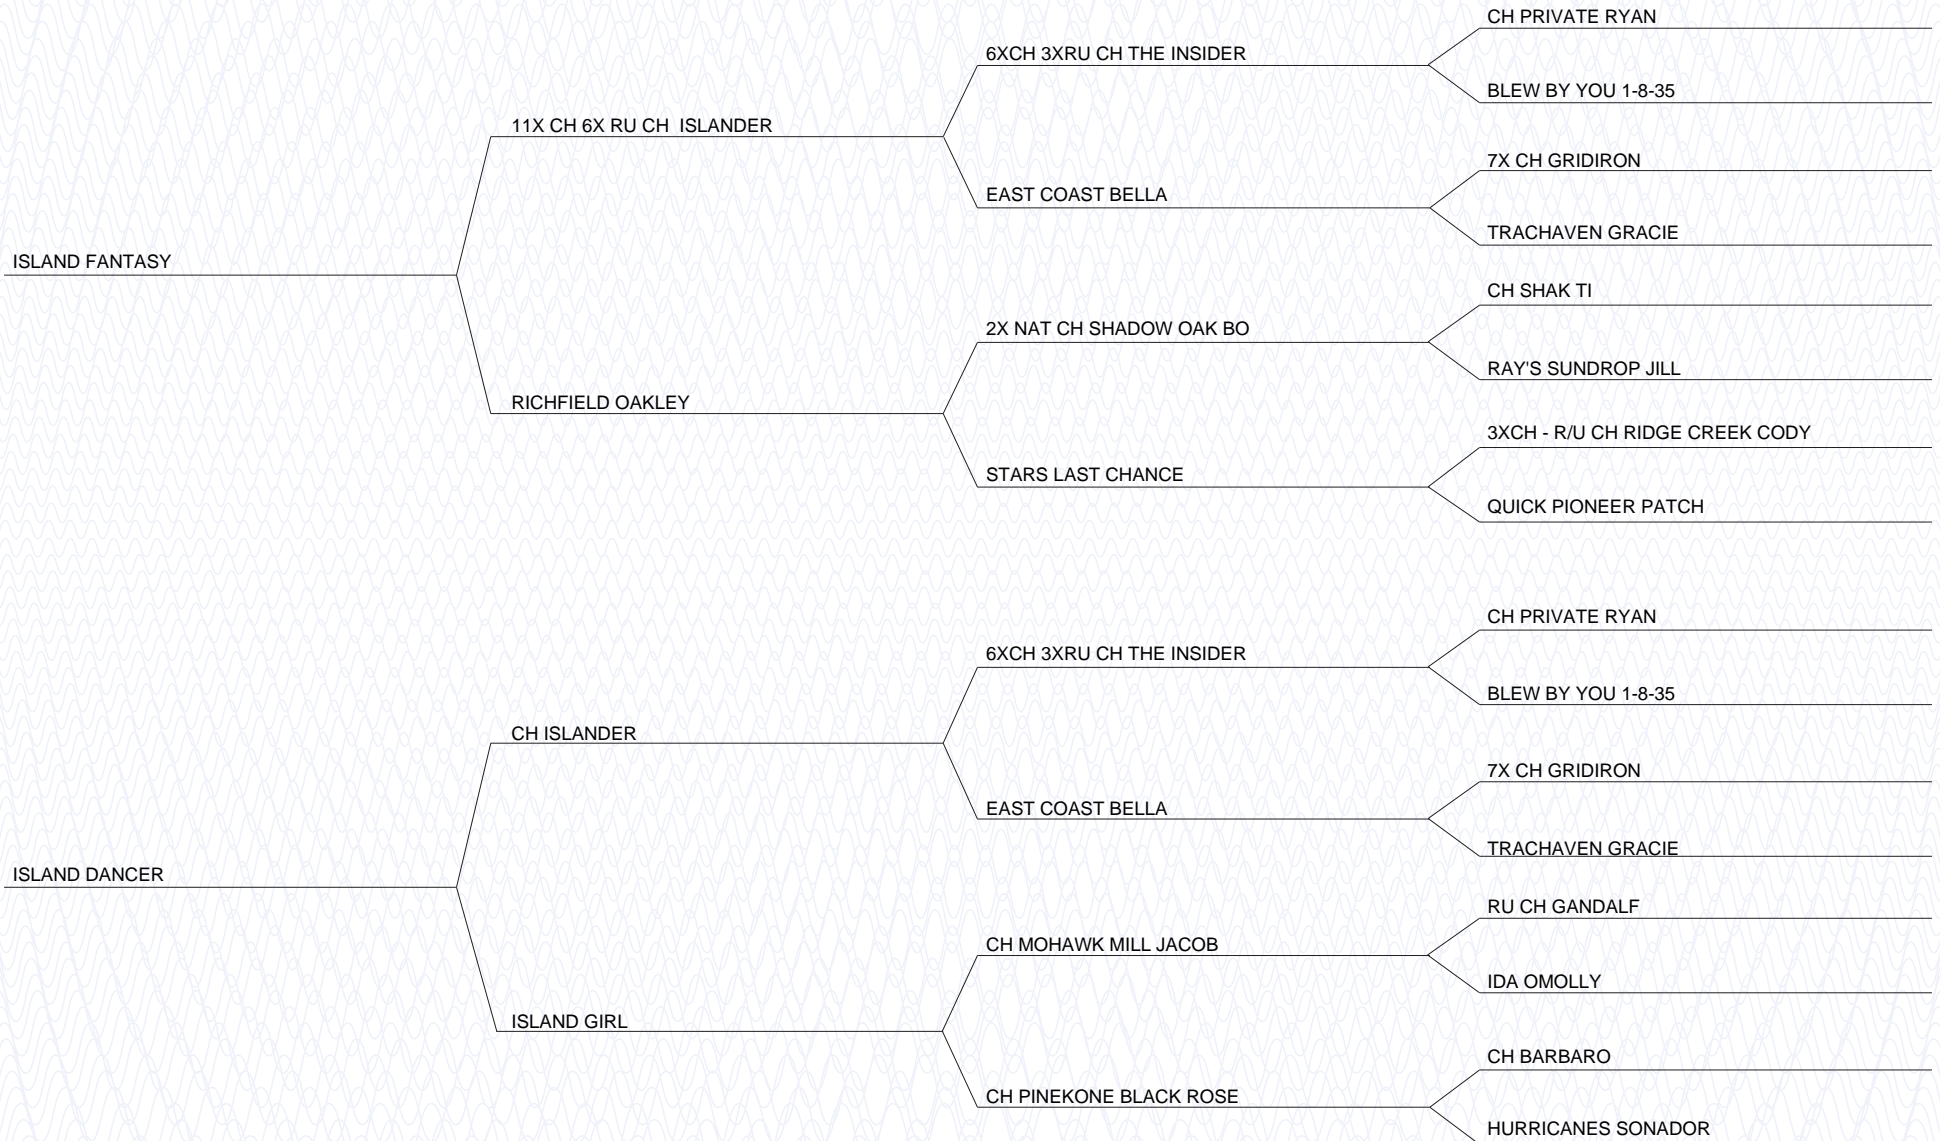 CH PRIVATE RYAN
6XCH 3XRU CH THE INSIDER
BLEW BY YOU 1-8-35
11X CH 6X RU CH  ISLANDER
7X CH GRIDIRON
EAST COAST BELLA
TRACHAVEN GRACIE
ISLAND FANTASY
CH SHAK TI
2X NAT CH SHADOW OAK BO
RAY'S SUNDROP JILL
RICHFIELD OAKLEY
3XCH - R/U CH RIDGE CREEK CODY
STARS LAST CHANCE
QUICK PIONEER PATCH
CH PRIVATE RYAN
6XCH 3XRU CH THE INSIDER
BLEW BY YOU 1-8-35
CH ISLANDER
7X CH GRIDIRON
EAST COAST BELLA
TRACHAVEN GRACIE
ISLAND DANCER
RU CH GANDALF
CH MOHAWK MILL JACOB
IDA OMOLLY
ISLAND GIRL
CH BARBARO
CH PINEKONE BLACK ROSE
HURRICANES SONADOR